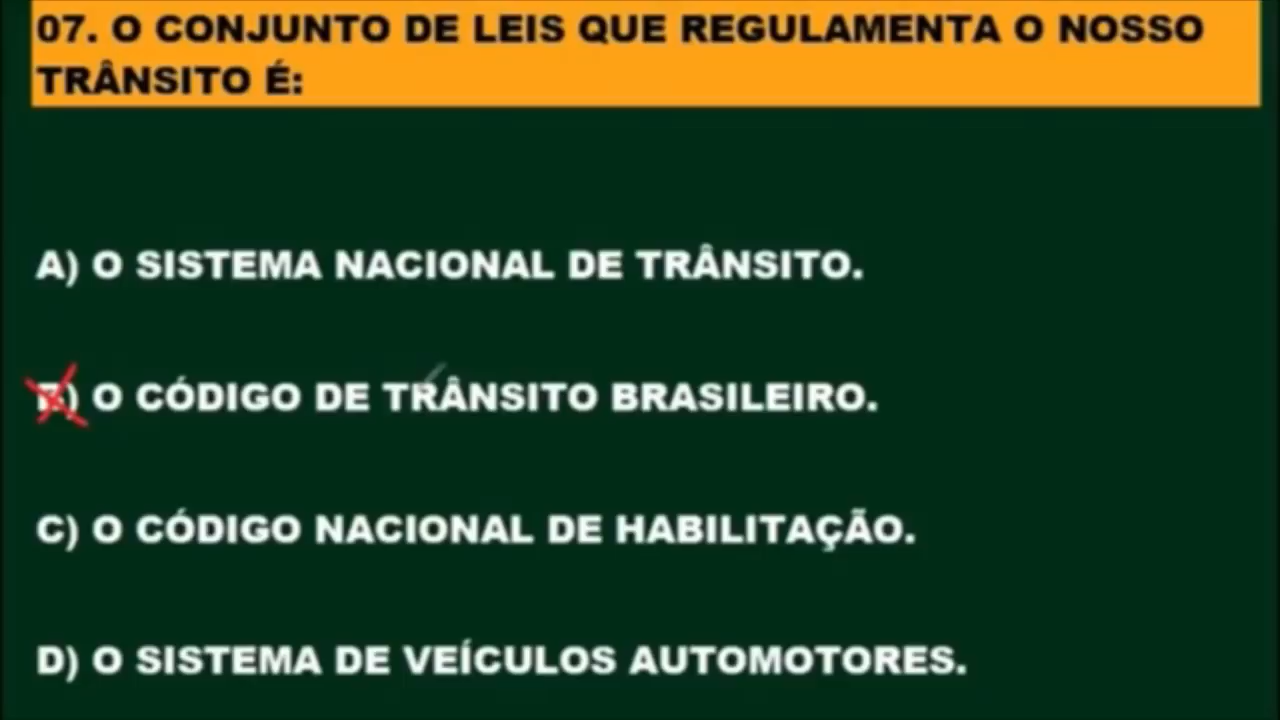 07. O CONJUNTO DE LEIS QUE REGULAMENTA O NOSSO
TRÂNSITO É:
A) O SISTEMA NACIONAL DE TRÂNSITO.
B) O CÓDIGO DE TRÂNSITO BRASILEIRO.
C) O CÓDIGO NACIONAL DE HABILITAÇÃO.
D) O SISTEMA DE VEÍCULOS AUTOMOTORES.